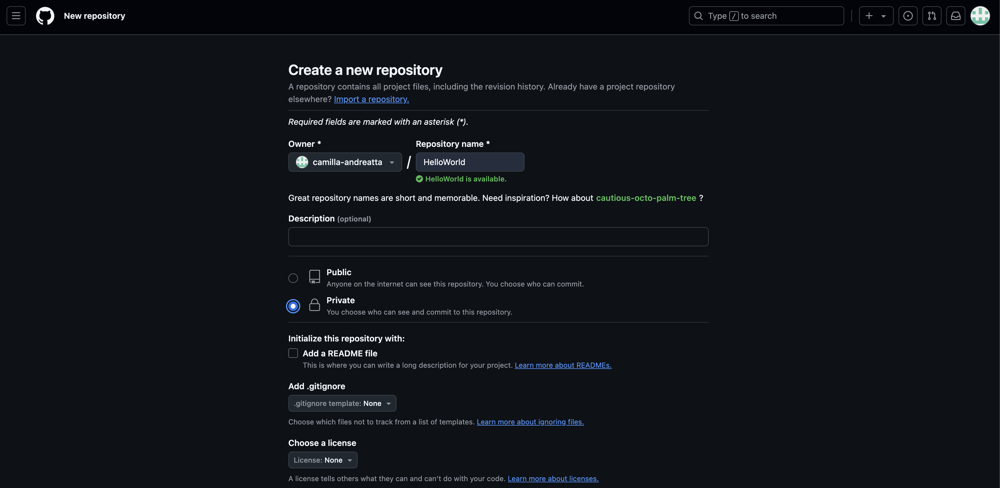 New repository
Type / to search
Create a new repository
A repository contains all project files, including the revision history. Already have a project repository
elsewhere? Import a repository.
Required fields are marked with an asterisk (*).
Owner * Repository name *
camilla-andreatta / HelloWorld
HelloWorld is available.
Great repository names are short and memorable. Need inspiration? How about cautious-octo-palm-tree ?
Description (optional)
Public
Anyone on the internet can see this repository. You choose who can commit.
Private
You choose who can see and commit to this repository.
Initialize this repository with:
Add a README file
This is where you can write a long description for your project. Learn more about READMEs.
Add .gitignore
.gitignore template: None
Choose which files not to track from a list of templates. Learn more about ignoring files.
Choose a license
License: None
A license tells others what they can and can't do with your code. Learn more about licenses.